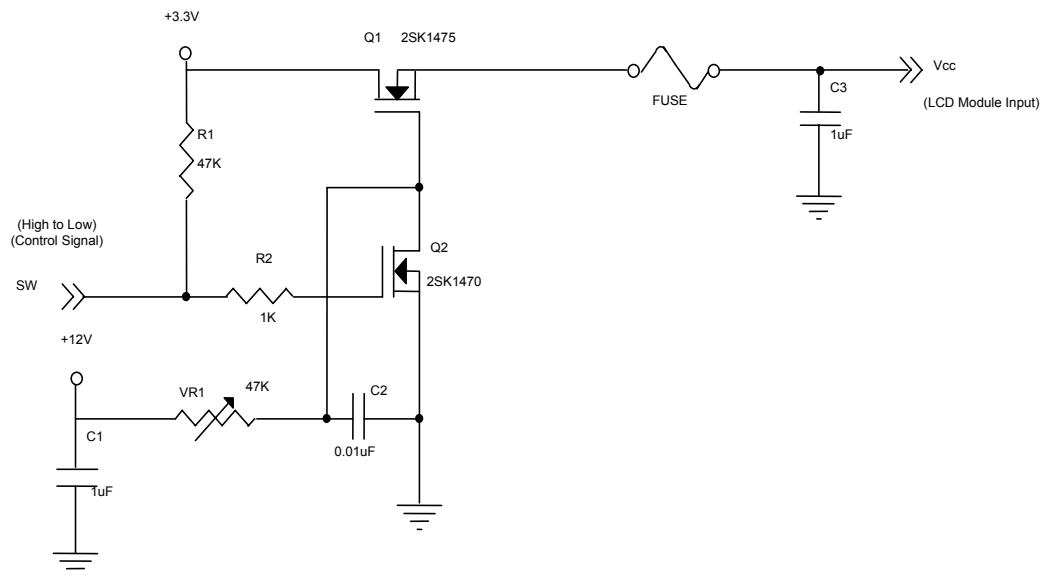 +3.3V
Q1 2SK1475
Vcc
FUSE
C3
(LCD Module Input)
R1
1uF
47K
(High to Low)
(Control Signal)
Q2
R2
SW
2SK1470
1K
+12V
VR1
47K
C2
C1
0.01uF
1uF